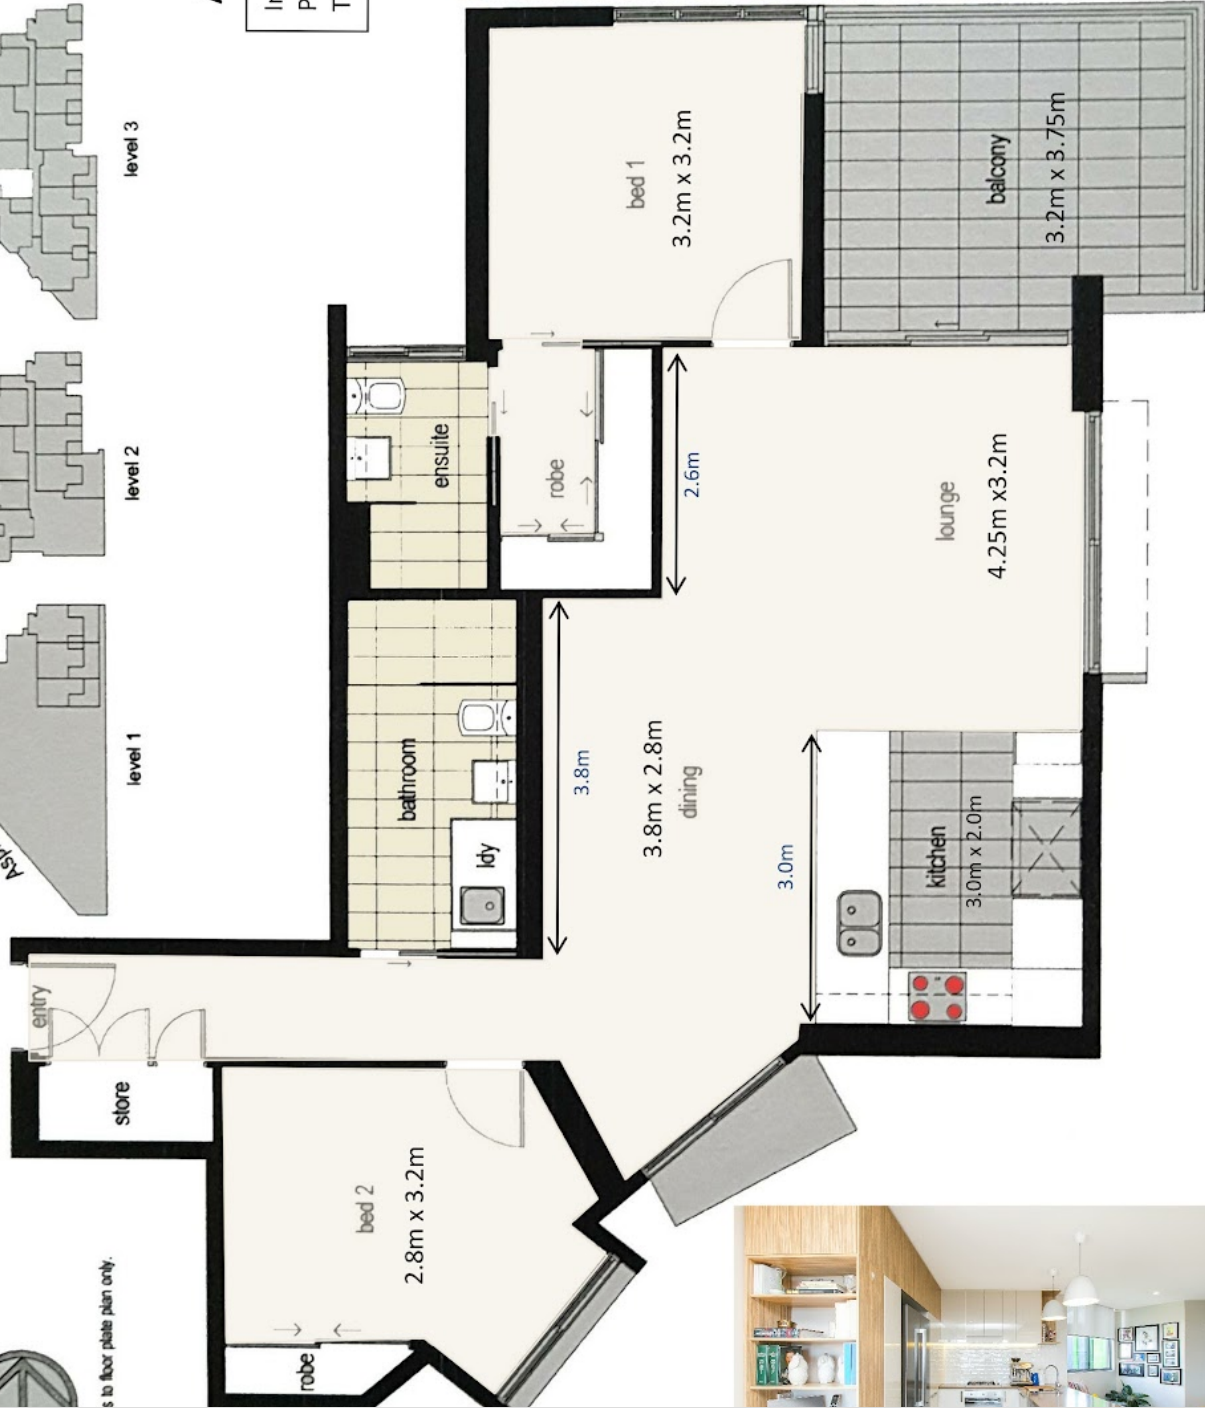 level 3
level 2
level 1
bed 1
3.2m x 3.2m
balcony
3.2m x 3.75m
ensuite
robe
2.6m
lounge
4.25m x3.2m
bathroom
ldy
3.8m
3.8m x 2.8m
dining
3.0m
kitchen
3.0m x 2.0m
entry
store
bed 2
2.8m x 3.2m
robe
to floor plate plan only.